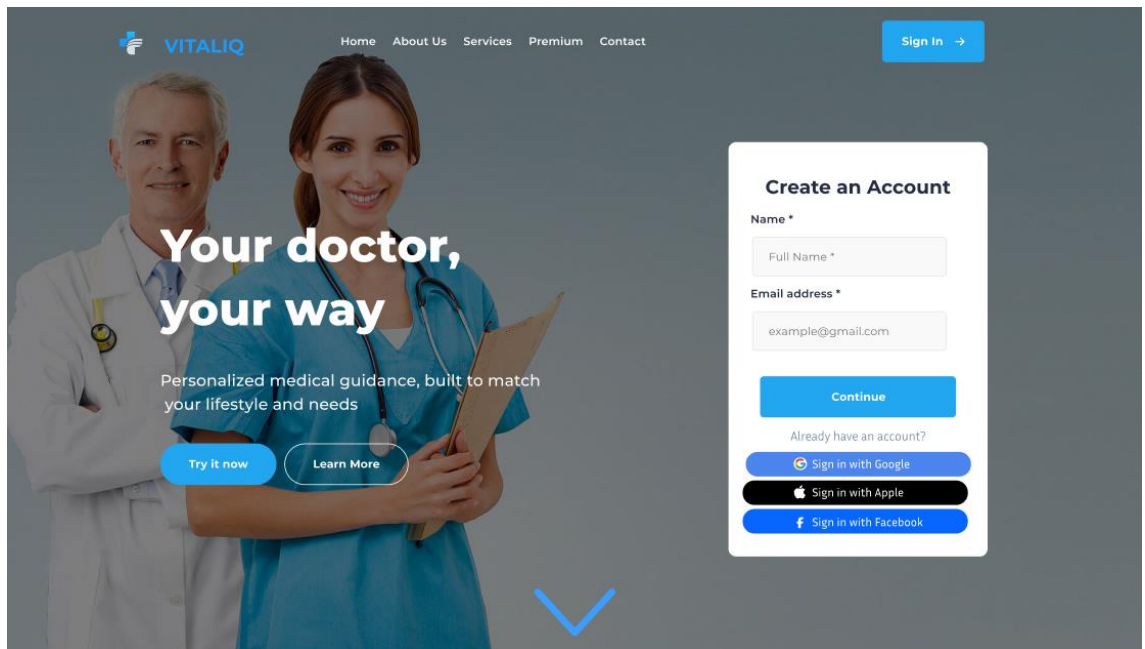 VITALIQ
Home About Us Services Premium Contact
Sign In →
Your doctor,
your way
Personalized medical guidance, built to match
your lifestyle and needs
Try it now
Learn More
Create an Account
Name *
Full Name *
Email address *
example@gmail.com
Continue
Already have an account?
Sign in with Google
Sign in with Apple
Sign in with Facebook